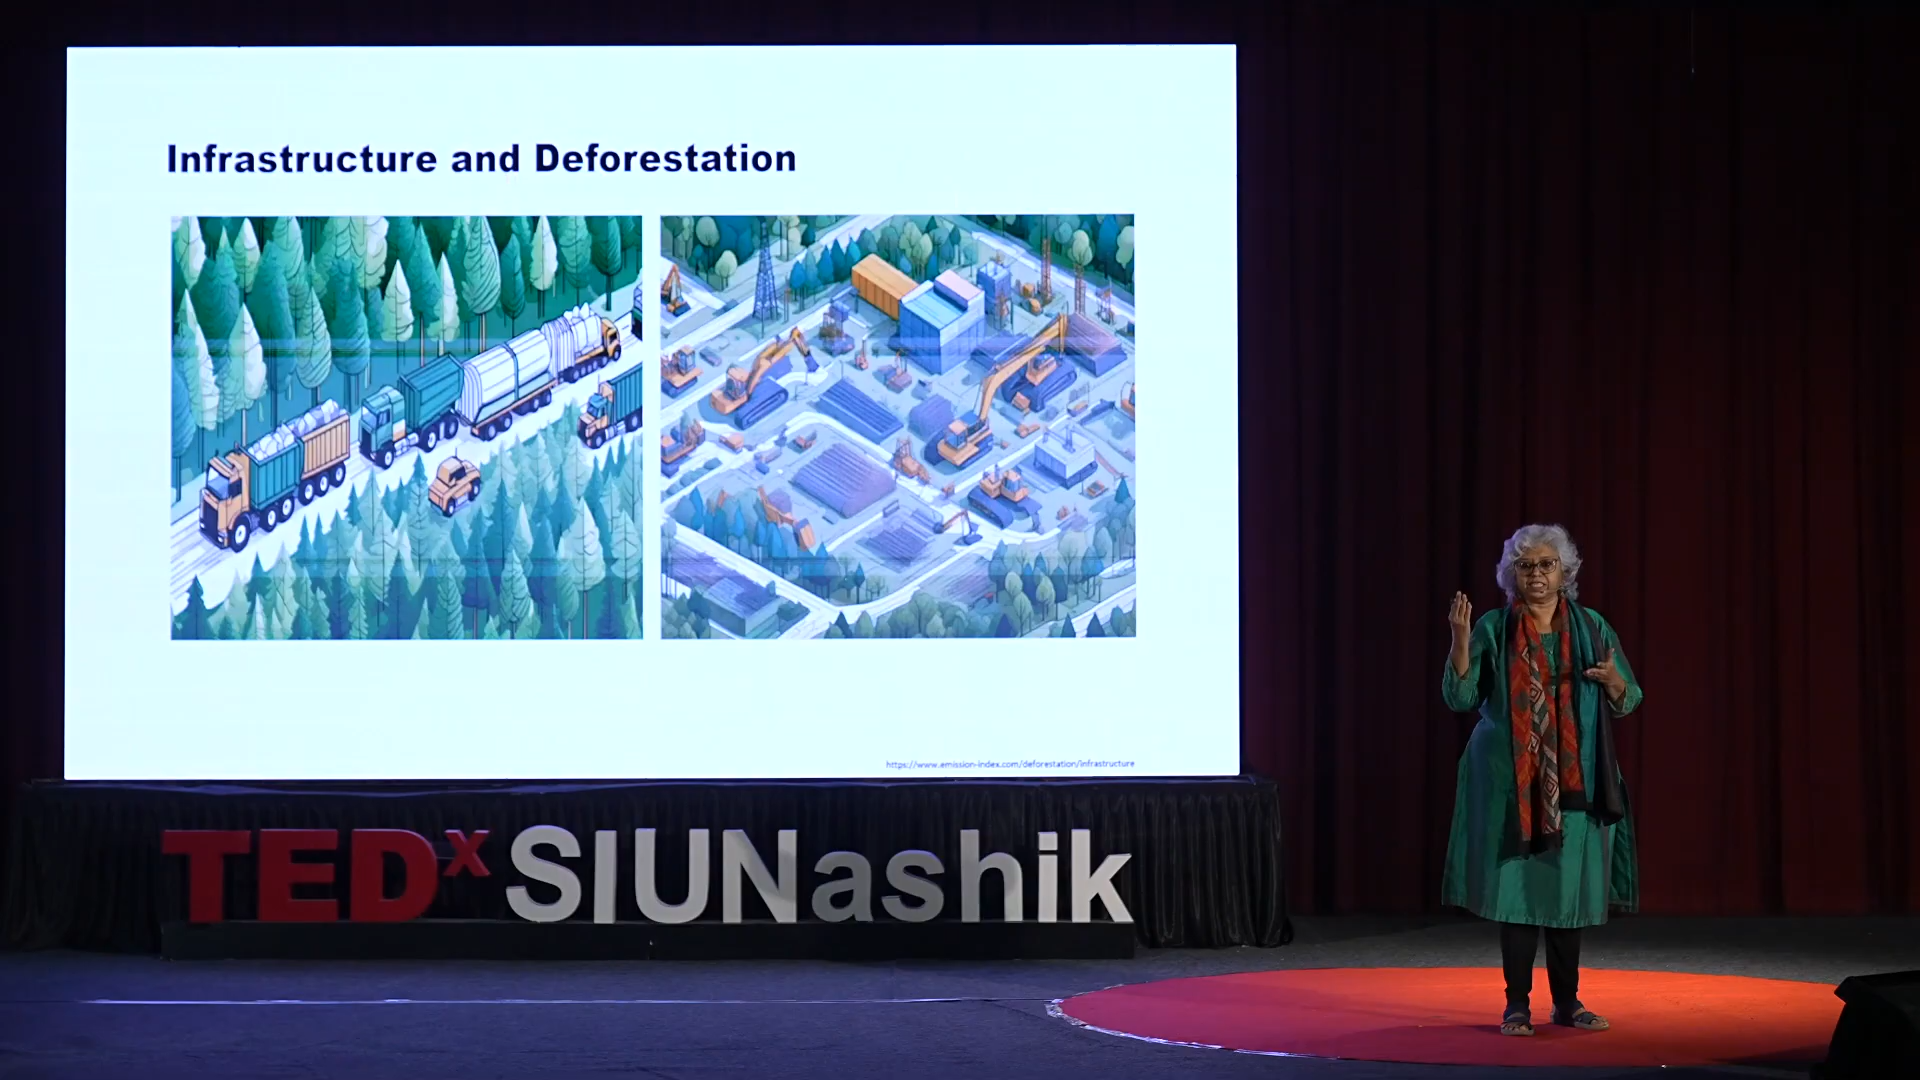 Infrastructure and Deforestation
https://www.emission-index.com/deforestation/infrastructure
TEDx SIUNashik